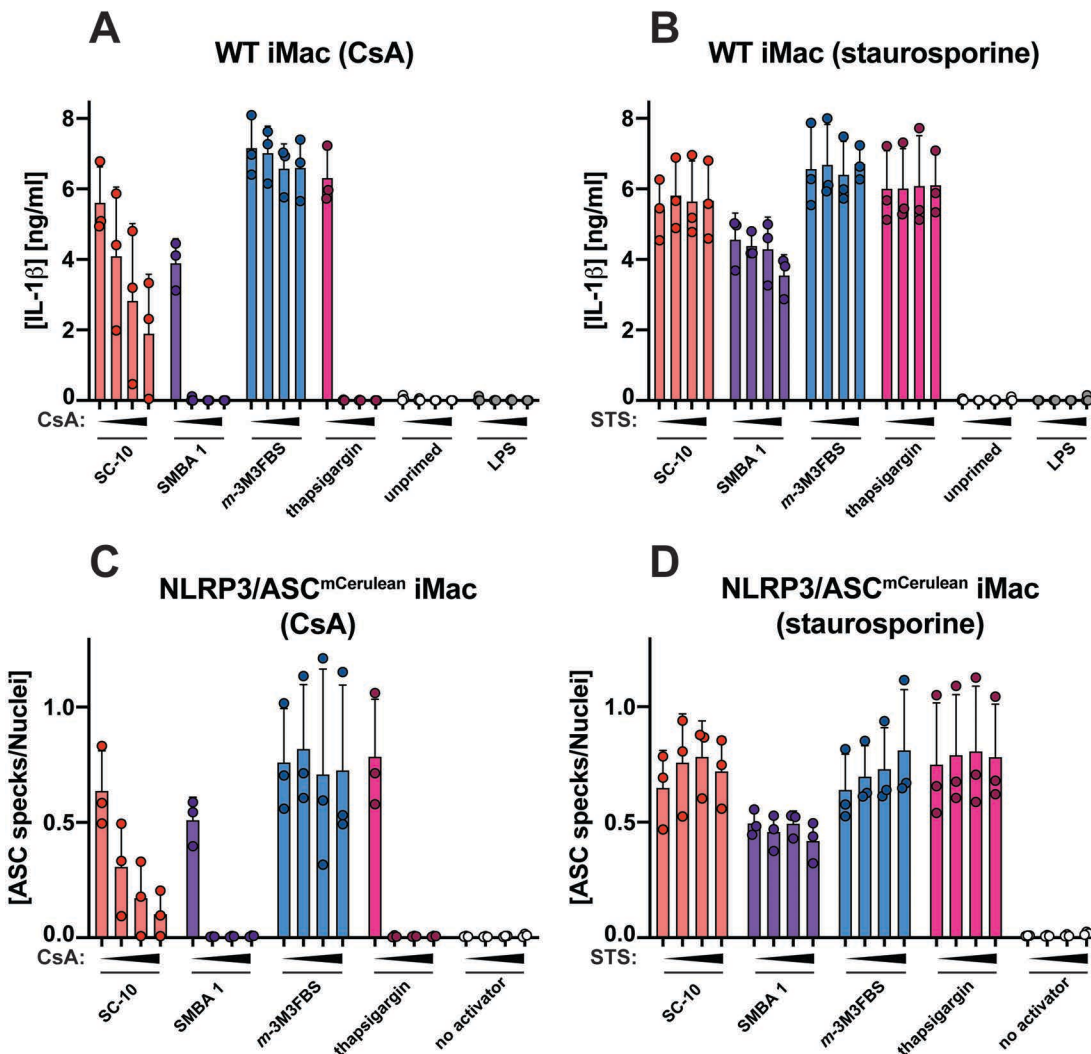 A
WT iMac (CsA)
[IL-1β] [ng/ml]
8
6
4
2
0
CsA:
SC-10
SMBA 1
m-3M3FBS
thapsigargin
unprimed
LPS
B
WT iMac (staurosporine)
[IL-1β] [ng/ml]
8
6
4
2
0
STS:
SC-10
SMBA 1
m-3M3FBS
thapsigargin
unprimed
LPS
C
NLRP3/ASCmCerulean iMac
(CsA)
[ASC specks/Nuclei]
1.0
0.5
0.0
CsA:
SC-10
SMBA 1
m-3M3FBS
thapsigargin
no activator
D
NLRP3/ASCmCerulean iMac
(staurosporine)
[ASC specks/Nuclei]
1.0
0.5
0.0
STS:
SC-10
SMBA 1
m-3M3FBS
thapsigargin
no activator